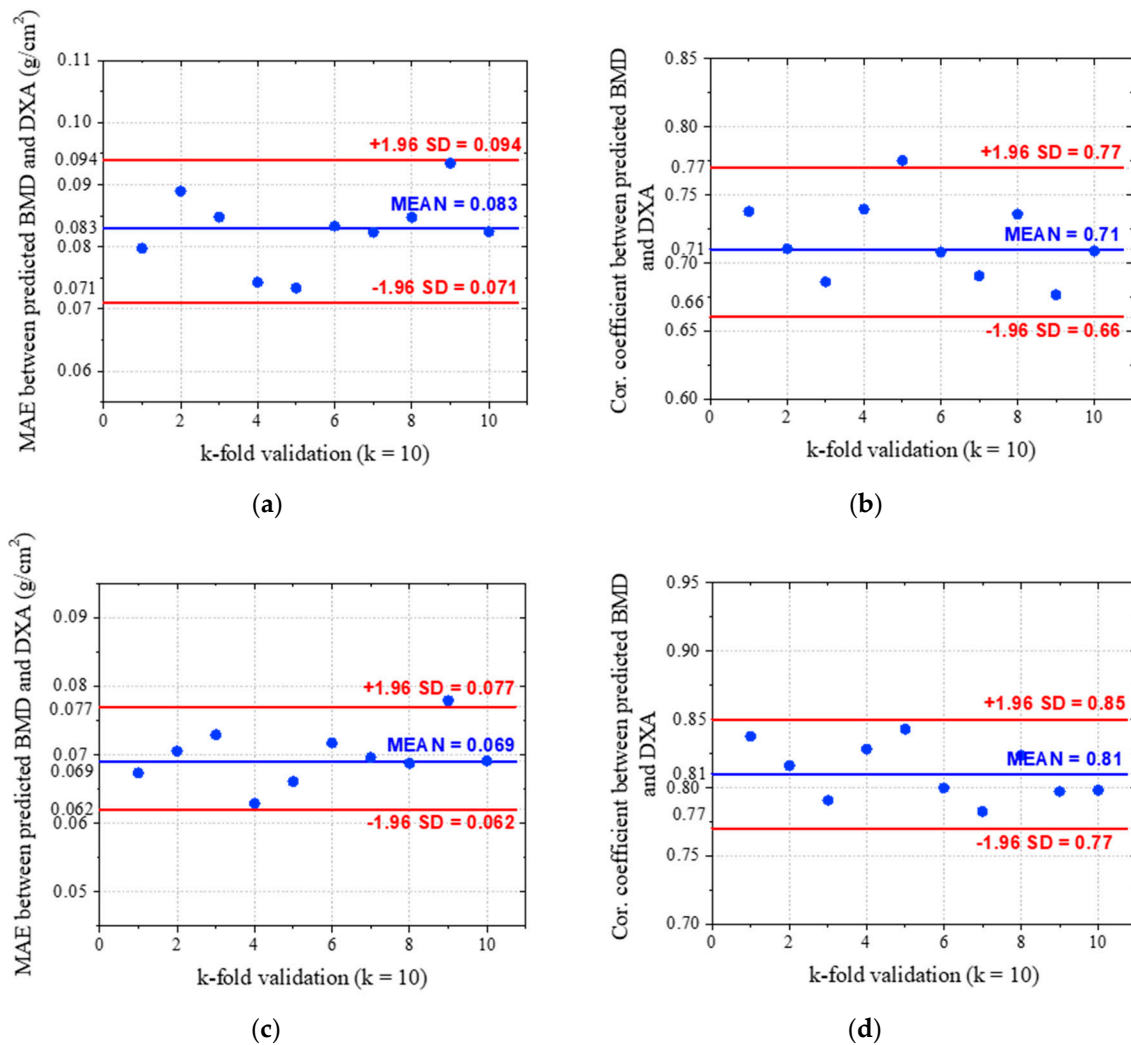 MAE between predicted BMD and DXA (g/cm²)
0.11
0.10
0.094
0.09
0.083
0.08
0.071
0.07
0.06
+1.96 SD = 0.094
MEAN = 0.083
-1.96 SD = 0.071
0 2 4 6 8 10
k-fold validation (k = 10)
(a)
Cor. coefficient between predicted BMD
and DXA
0.85
0.80
0.77
0.75
0.71
0.70
0.66
0.65
0.60
+1.96 SD = 0.77
MEAN = 0.71
-1.96 SD = 0.66
0 2 4 6 8 10
k-fold validation (k = 10)
(b)
MAE between predicted BMD and DXA (g/cm²)
0.09
0.08
0.077
0.07
0.069
0.062
0.06
0.05
+1.96 SD = 0.077
MEAN = 0.069
-1.96 SD = 0.062
0 2 4 6 8 10
k-fold validation (k = 10)
(c)
Cor. coefficient between predicted BMD
and DXA
0.95
0.90
0.85
0.81
0.80
0.77
0.75
0.70
+1.96 SD = 0.85
MEAN = 0.81
-1.96 SD = 0.77
0 2 4 6 8 10
k-fold validation (k = 10)
(d)